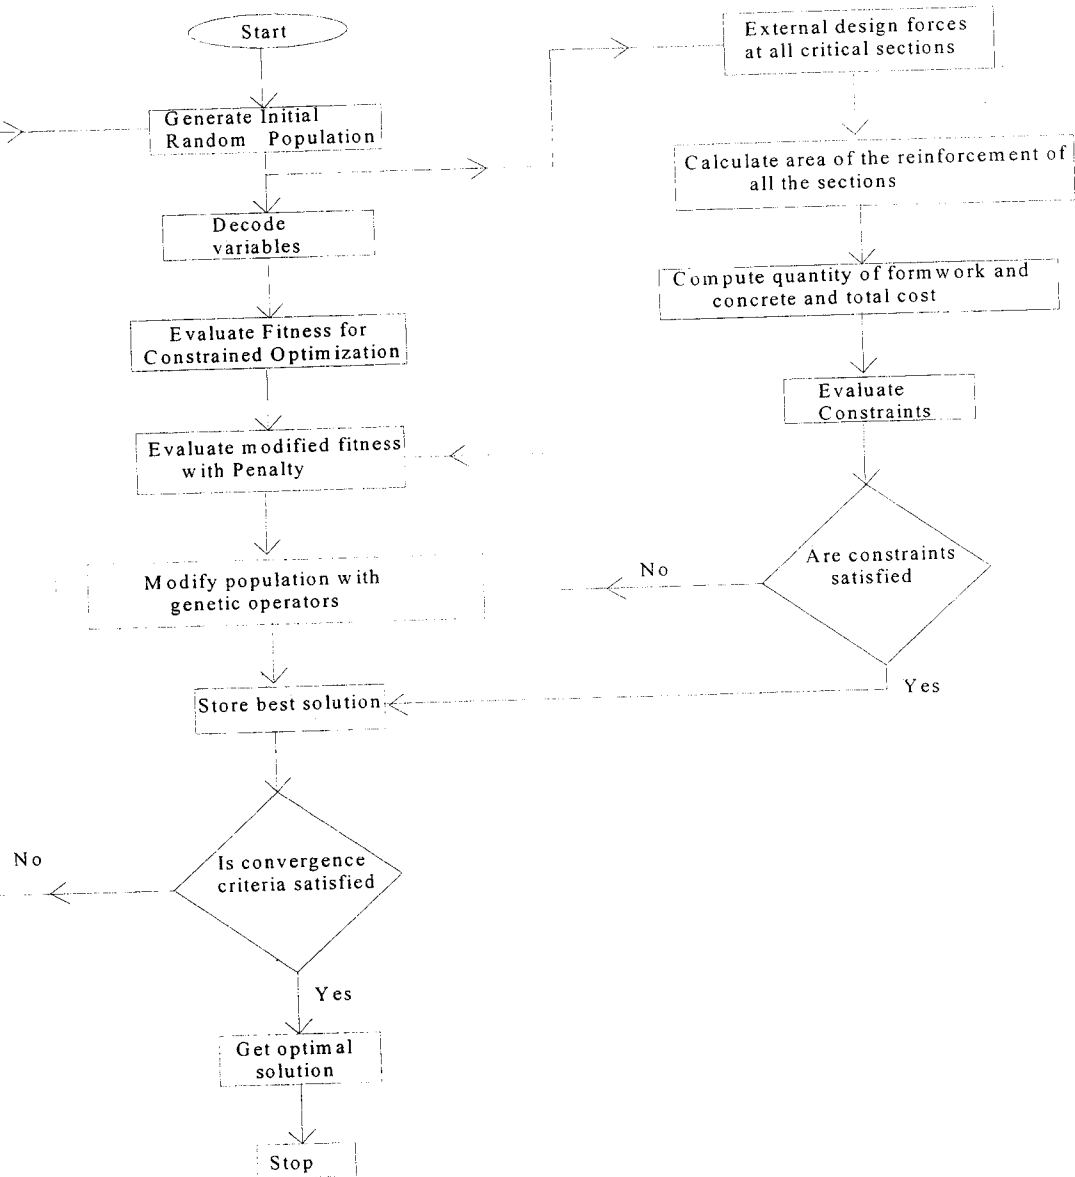 Start
Generate Initial
Random Population
Decode
variables
Evaluate Fitness for
Constrained Optimization
Evaluate modified fitness
with Penalty
Modify population with
genetic operators
Store best solution
Is convergence
criteria satisfied
No
Yes
Get optimal
solution
Stop
External design forces
at all critical sections
Calculate area of the reinforcement of
all the sections
Compute quantity of formwork and
concrete and total cost
Evaluate
Constraints
Are constraints
satisfied
No
Yes